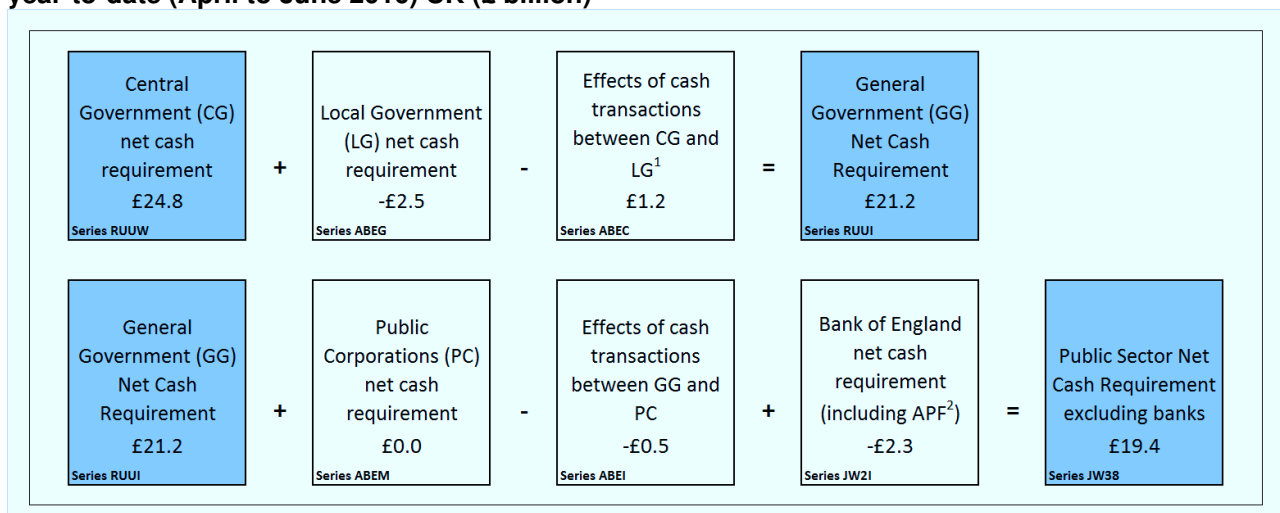 year-to-date (April to June 2016) UK (£ billion)
Central
Government (CG)
net cash
requirement
£24.8
Series RUUW
+
Local Government
(LG) net cash
requirement
-£2.5
Series ABEG
-
Effects of cash
transactions
between CG and
LG1
£1.2
Series ABEC
=
General
Government (GG)
Net Cash
Requirement
£21.2
Series RUUI
General
Government (GG)
Net Cash
Requirement
£21.2
Series RUUI
+
Public
Corporations (PC)
net cash
requirement
£0.0
Series ABEM
-
Effects of cash
transactions
between GG and
PC
-£0.5
Series ABEI
+
Bank of England
net cash
requirement
(including APF2)
-£2.3
Series JW2I
=
Public Sector Net
Cash Requirement
excluding banks
£19.4
Series JW38